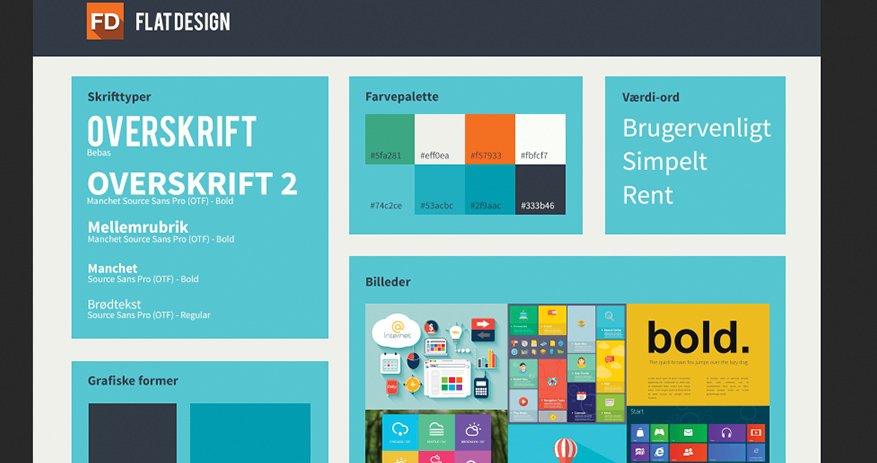 FD FLAT DESIGN
Skrifttyper
OVERSKRIFT
Bebas
OVERSKRIFT 2
Manchet Source Sans Pro (OTF) - Bold
Mellemrubrik
Manchet Source Sans Pro (OTF) - Bold
Manchet
Source Sans Pro (OTF) - Bold
Brødtekst
Source Sans Pro (OTF) - Regular
Grafiske former
Farvepalette
#5fa281 #eff0ea #f57933 #fbfcf7
#74c2ce #53acbc #2f9aac #333b46
Værdi-ord
Brugervenligt
Simpelt
Rent
Billeder
@
Internet
bold.
The quick brown fox jumps over the lazy dog
Start